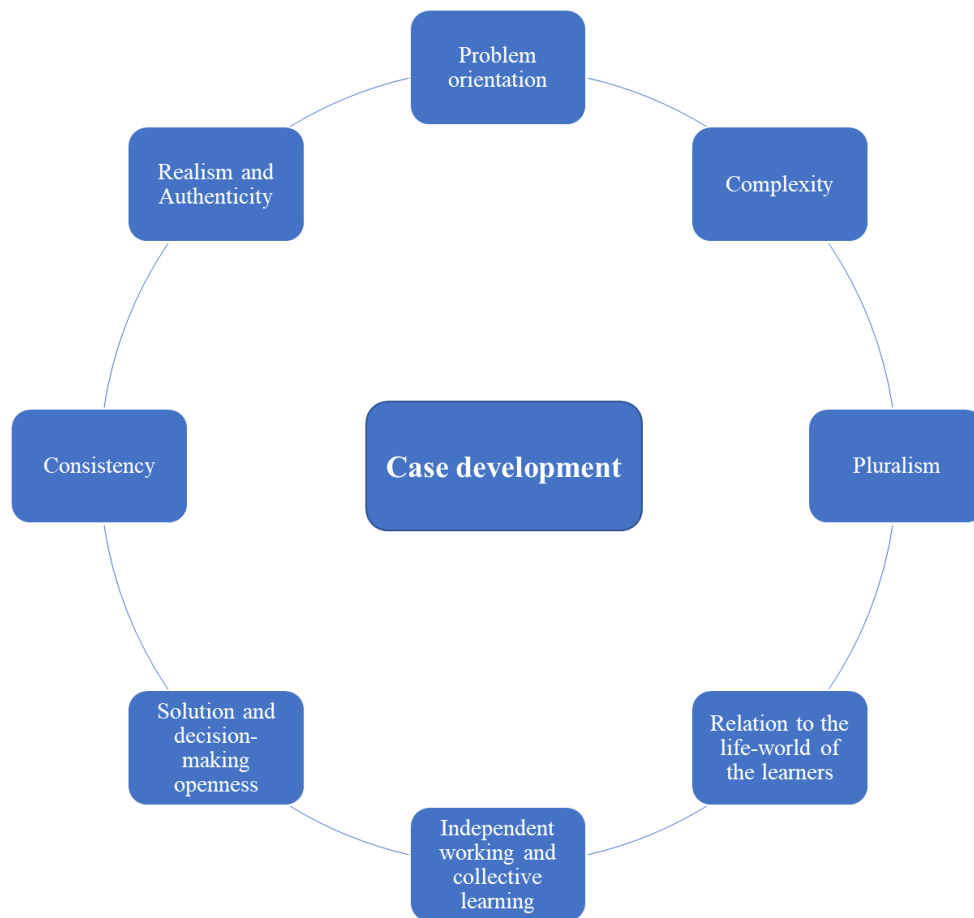 Problem
orientation
Realism and
Authenticity
Complexity
Consistency
Case development
Pluralism
Solution and
decision-
making
openness
Relation to the
life-world of
the learners
Independent
working and
collective
learning